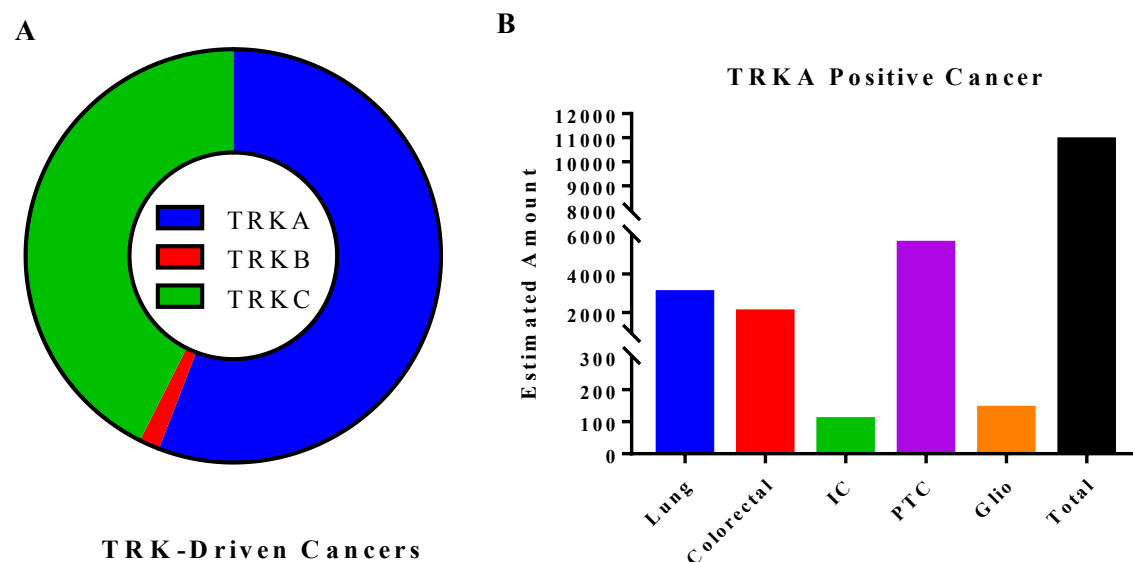 A
TRKA
TRKB
TRKC
TRK-Driven Cancers
B
TRKA Positive Cancer
Estimated Amount
12000
11000
10000
9000
8000
6000
4000
2000
300
200
100
0
Lung
Colorectal
IC
PTC
Glio
Total